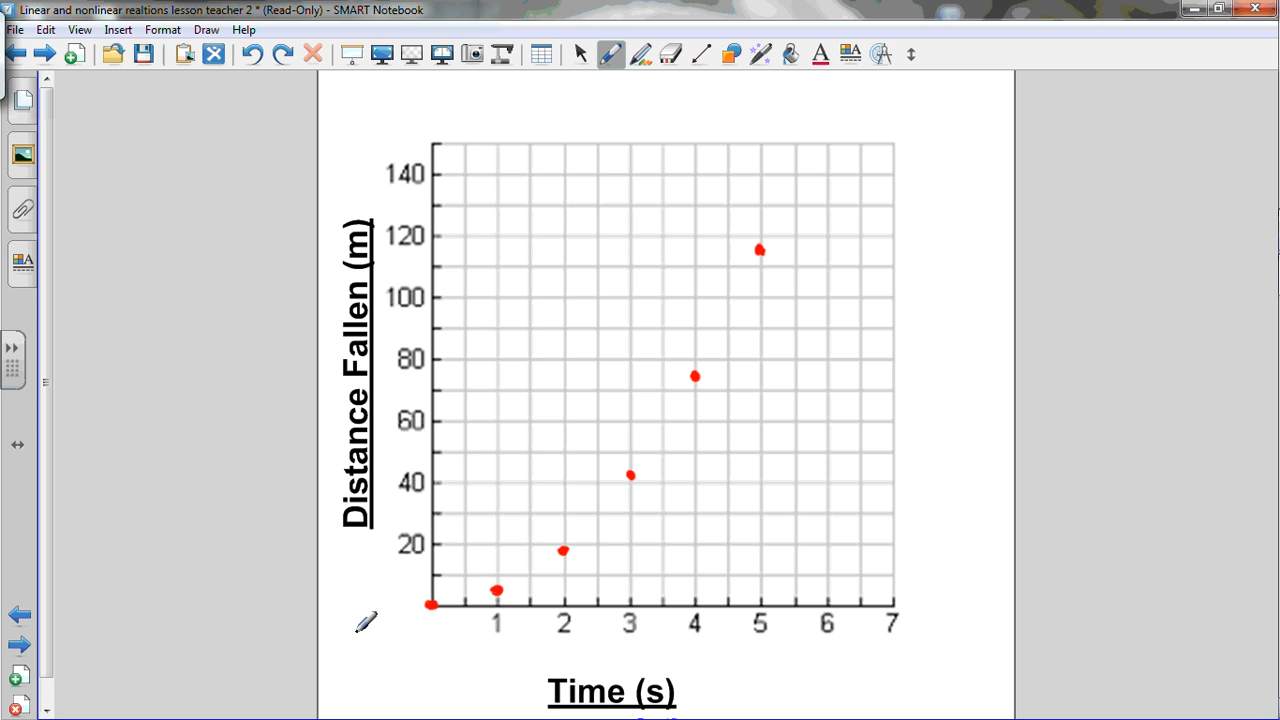 Linear and nonlinear realtions lesson teacher 2 * (Read-Only) - SMART Notebook
File Edit View Insert Format Draw Help
Distance Fallen (m)
140
120
100
80
60
40
20
1 2 3 4 5 6 7
Time (s)